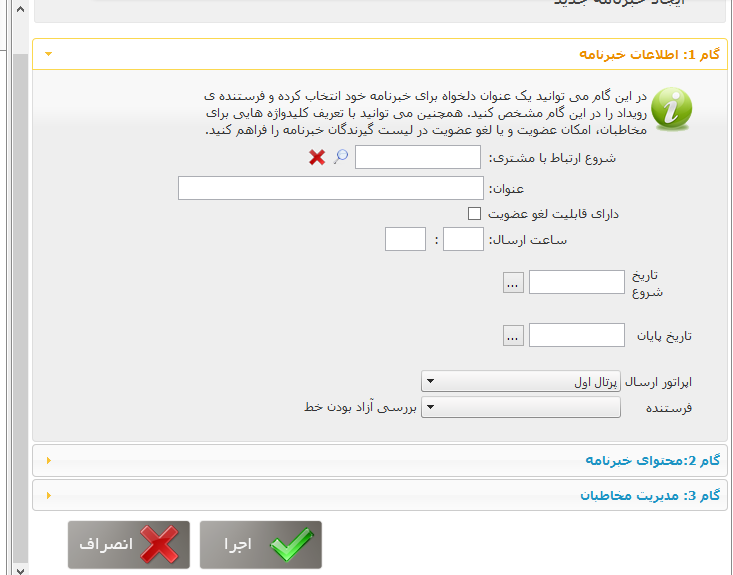 ایجاد خبرنامه جدید
گام 1: اطلاعات خبرنامه
در این گام می توانید یک عنوان دلخواه برای خبرنامه خود انتخاب کرده و فرستنده ی
رویداد را در این گام مشخص کنید. همچنین می توانید با تعریف کلیدواژه هایی برای
مخاطبان، امکان عضویت و یا لغو عضویت در لیست گیرندگان خبرنامه را فراهم کنید.
شروع ارتباط با مشتری:
عنوان:
دارای قابلیت لغو عضویت
ساعت ارسال: :
تاریخ
شروع
...
تاریخ پایان ...
اپراتور ارسال پرتال اول
فرستنده بررسی آزاد بودن خط
گام 2:محتوای خبرنامه
گام 3: مدیریت مخاطبان
اجرا انصراف